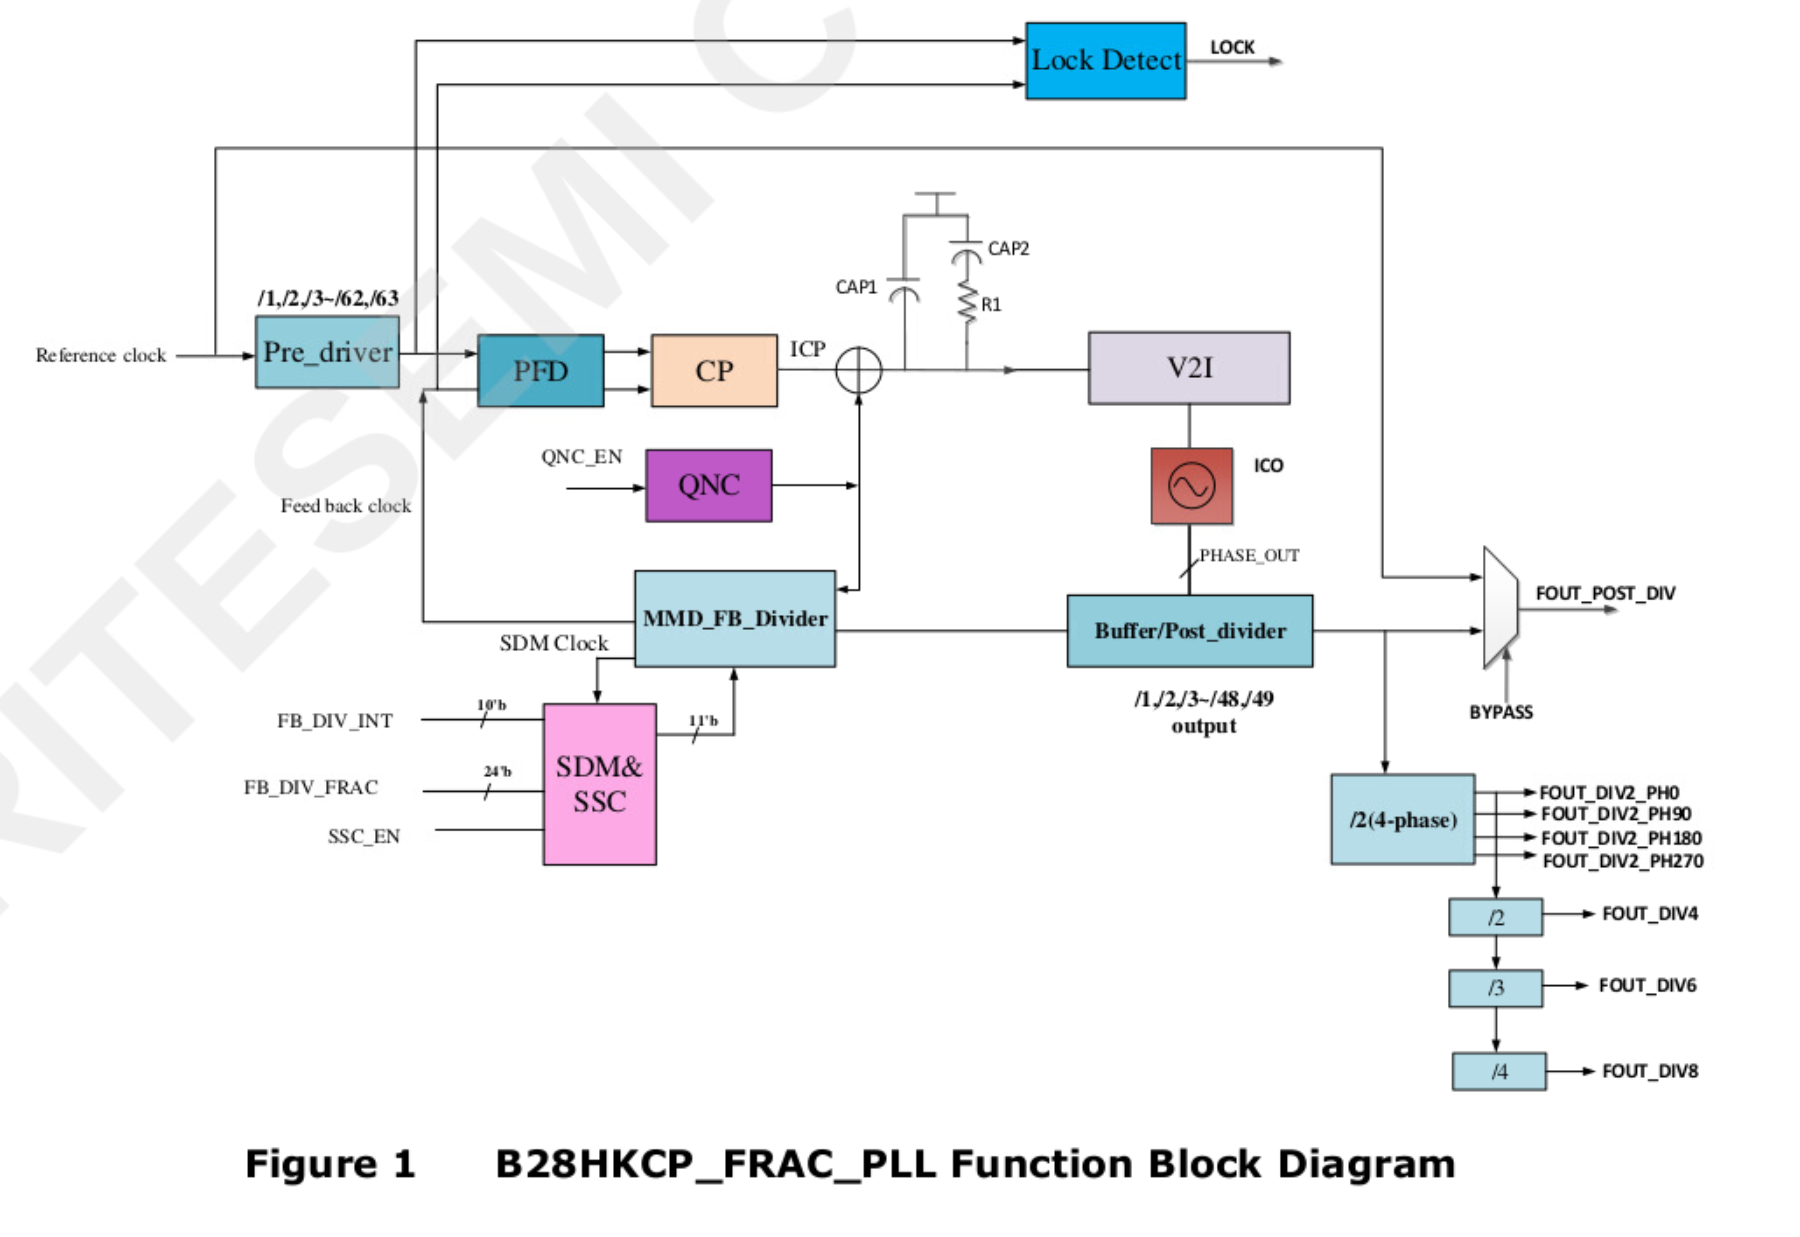 Lock Detect
LOCK
CAP2
CAP1
R1
/1,/2,/3~/62,/63
Reference clock
Pre_driver
PFD
CP
ICP
V2I
QNC_EN
QNC
ICO
Feed back clock
PHASE_OUT
MMD_FB_Divider
Buffer/Post_divider
FOUT_POST_DIV
SDM Clock
/1,/2,/3~/48,/49
output
BYPASS
FB_DIV_INT
10'b
11'b
SDM&
SSC
FB_DIV_FRAC
24'b
SSC_EN
/2(4-phase)
FOUT_DIV2_PH0
FOUT_DIV2_PH90
FOUT_DIV2_PH180
FOUT_DIV2_PH270
/2
FOUT_DIV4
/3
FOUT_DIV6
/4
FOUT_DIV8
Figure 1 B28HKCP_FRAC_PLL Function Block Diagram
RITESEMI C